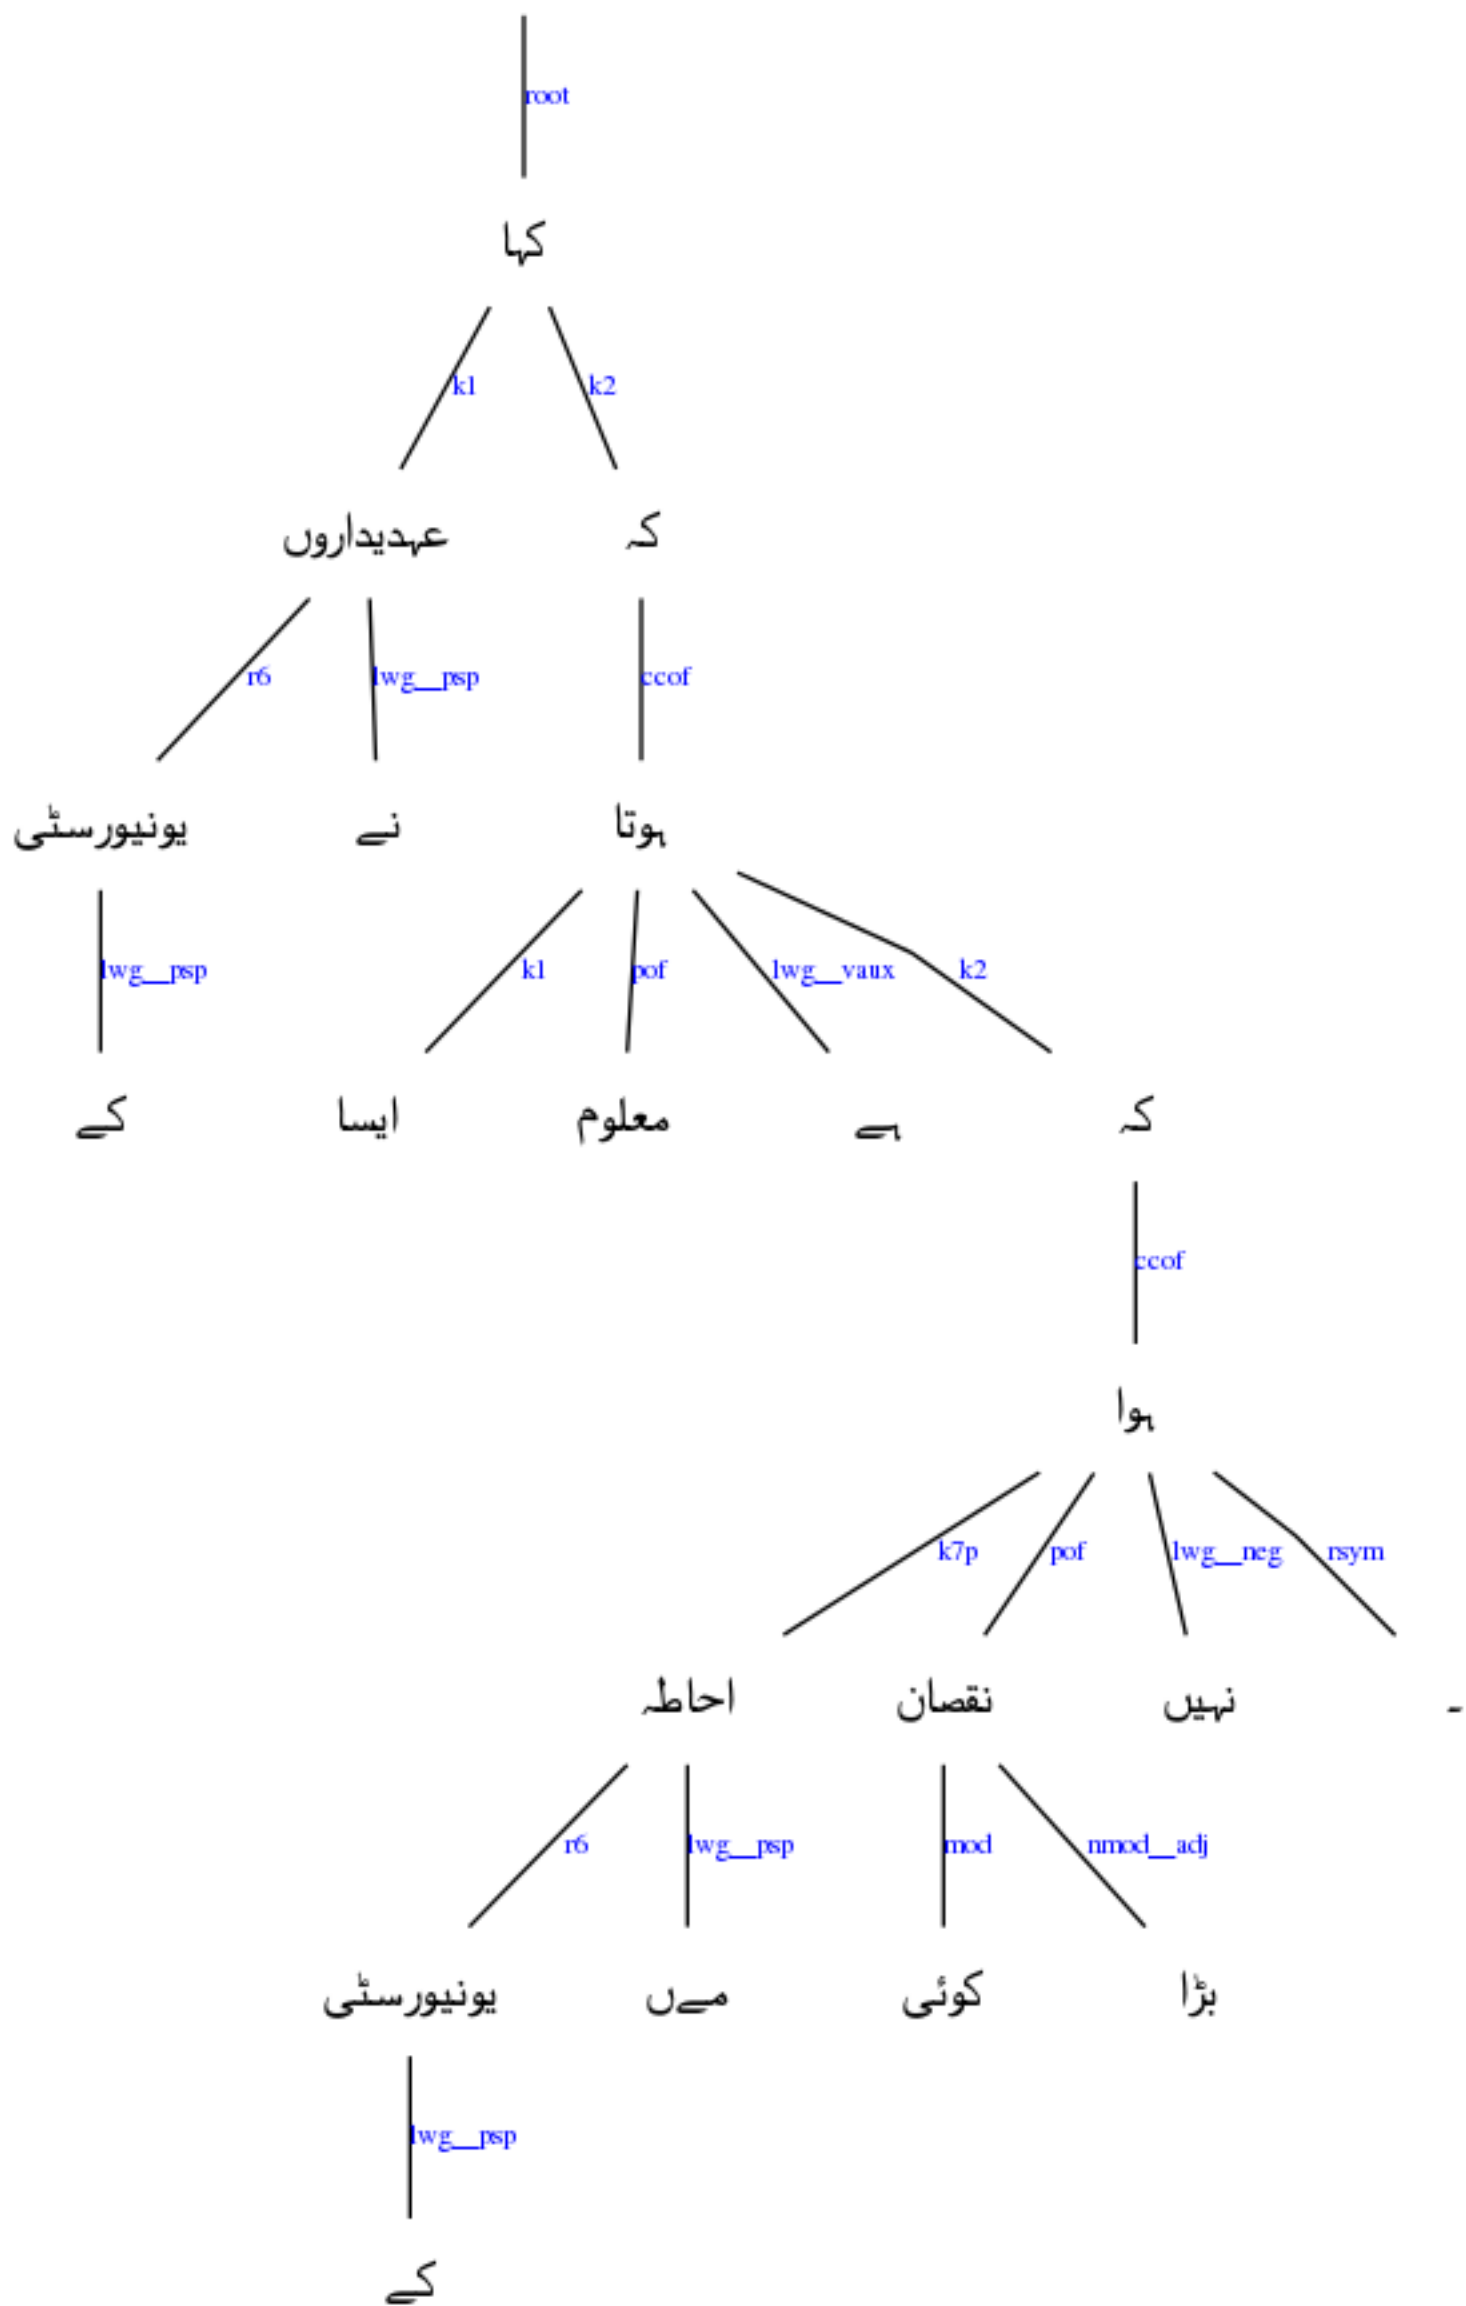 root
کہا
k1 k2
عہدیداروں کہ
r6 lwg__psp ccof
یونیورسٹی نے ہوتا
lwg__psp k1 pof lwg__vaux k2
کے ایسا معلوم ہے کہ
ccof
ہوا
k7p pof lwg__neg rsym
احاطہ نقصان نہیں ۔
r6 lwg__psp mod nmod__adj
یونیورسٹی مےں کوئی بڑا
lwg__psp
کے